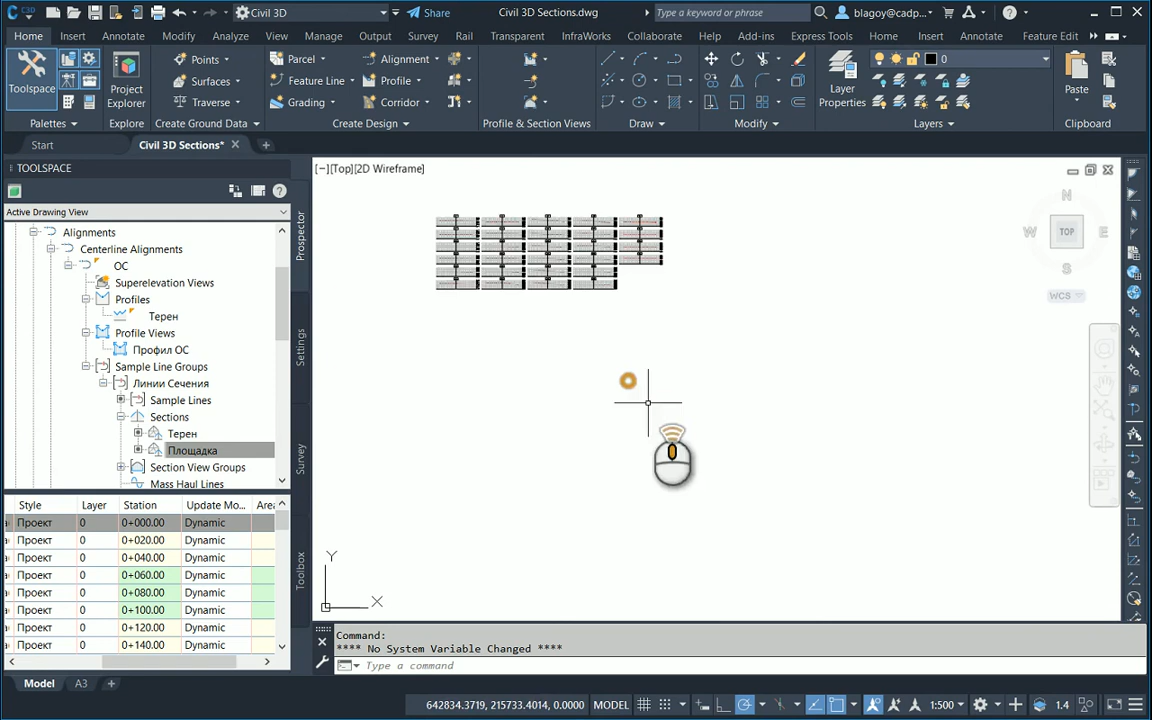 C3D
Civil 3D
Share
Civil 3D Sections.dwg
Type a keyword or phrase
blagoy@cadp...
Home Insert Annotate Modify Analyze View Manage Output Survey Rail Transparent InfraWorks Collaborate Help Add-ins Express Tools Home Insert Annotate Feature Edit
Toolspace
Project Explorer
Points
Surfaces
Traverse
Parcel
Feature Line
Grading
Alignment
Profile
Corridor
Layer Properties
0
Paste
Palettes Explore Create Ground Data Create Design Profile & Section Views Draw Modify Layers Clipboard
Start Civil 3D Sections*
TOOLSPACE
Active Drawing View
Alignments
Centerline Alignments
ОС
Superelevation Views
Profiles
Терен
Profile Views
Профил ОС
Sample Line Groups
Линии Сечения
Sample Lines
Sections
Терен
Площадка
Section View Groups
Mass Haul Lines
Prospector
Settings
Survey
Toolbox
Style Layer Station Update Mo... Area
Проект 0 0+000.00 Dynamic
Проект 0 0+020.00 Dynamic
Проект 0 0+040.00 Dynamic
Проект 0 0+060.00 Dynamic
Проект 0 0+080.00 Dynamic
Проект 0 0+100.00 Dynamic
Проект 0 0+120.00 Dynamic
Проект 0 0+140.00 Dynamic
[−][Top][2D Wireframe]
N
W TOP E
S
WCS
Y
X
Command:
**** No System Variable Changed ****
Type a command
Model A3
642834.3719, 215733.4014, 0.0000 MODEL 1:500 1.4